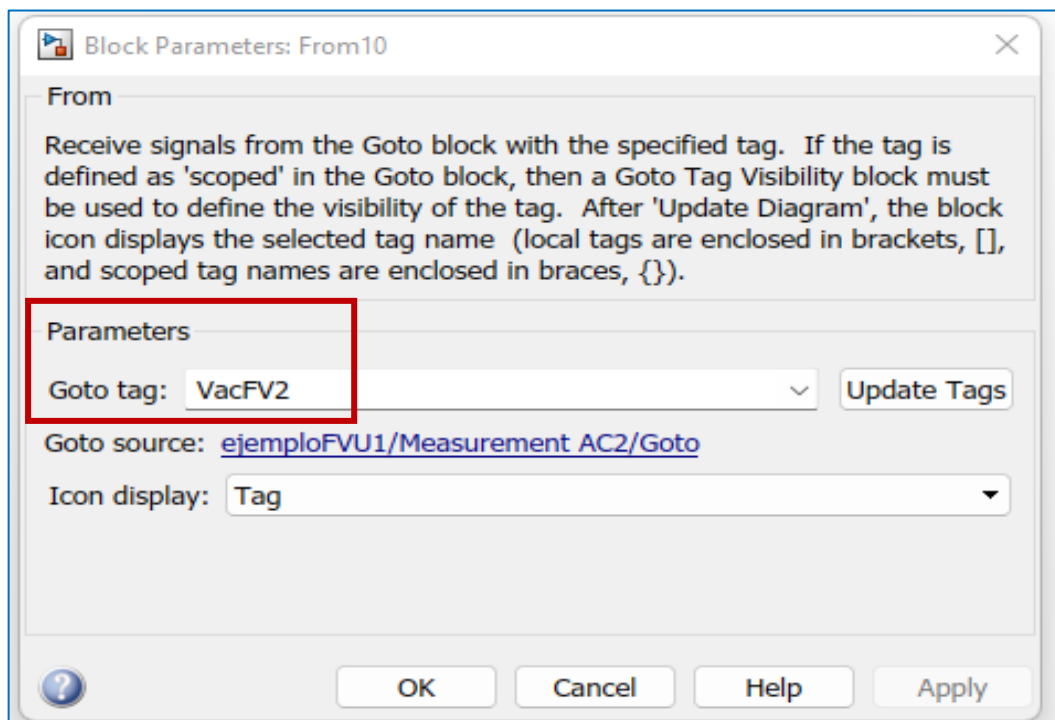 Block Parameters: From10
From
Receive signals from the Goto block with the specified tag.  If the tag is
defined as 'scoped' in the Goto block, then a Goto Tag Visibility block must
be used to define the visibility of the tag.  After 'Update Diagram', the block
icon displays the selected tag name  (local tags are enclosed in brackets, [],
and scoped tag names are enclosed in braces, {}).
Parameters
Goto tag: VacFV2 Update Tags
Goto source: ejemploFVU1/Measurement AC2/Goto
Icon display: Tag
? OK Cancel Help Apply